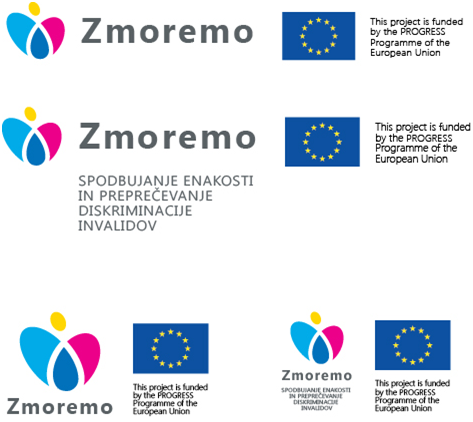 Zmoremo
This project is funded
by the PROGRESS
Programme of the
European Union
Zmoremo
SPODBUJANJE ENAKOSTI
IN PREPREČEVANJE
DISKRIMINACIJE
INVALIDOV
This project is funded
by the PROGRESS
Programme of the
European Union
Zmoremo
This project is funded
by the PROGRESS
Programme of the
European Union
Zmoremo
SPODBUJANJE ENAKOSTI
IN PREPREČEVANJE
DISKRIMINACIJE
INVALIDOV
This project is funded
by the PROGRESS
Programme of the
European Union